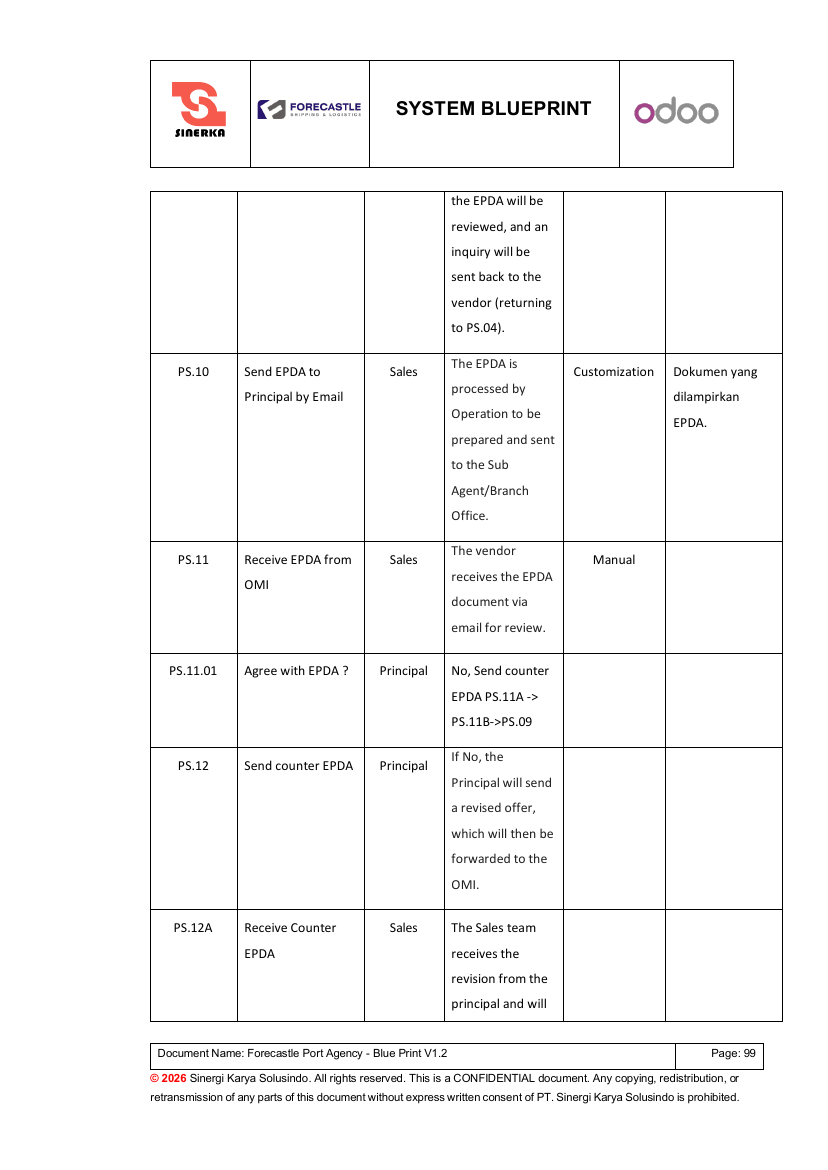 SINERKA
FORECASTLE
SHIPPING & LOGISTICS
SYSTEM BLUEPRINT
odoo
the EPDA will be
reviewed, and an
inquiry will be
sent back to the
vendor (returning
to PS.04).
PS.10
Send EPDA to
Principal by Email
Sales
The EPDA is
processed by
Operation to be
prepared and sent
to the Sub
Agent/Branch
Office.
Customization
Dokumen yang
dilampirkan
EPDA.
PS.11
Receive EPDA from
OMI
Sales
The vendor
receives the EPDA
document via
email for review.
Manual
PS.11.01
Agree with EPDA ?
Principal
No, Send counter
EPDA PS.11A ->
PS.11B->PS.09
PS.12
Send counter EPDA
Principal
If No, the
Principal will send
a revised offer,
which will then be
forwarded to the
OMI.
PS.12A
Receive Counter
EPDA
Sales
The Sales team
receives the
revision from the
principal and will
Document Name: Forecastle Port Agency - Blue Print V1.2
Page: 99
© 2026 Sinergi Karya Solusindo. All rights reserved. This is a CONFIDENTIAL document. Any copying, redistribution, or
retransmission of any parts of this document without express written consent of PT. Sinergi Karya Solusindo is prohibited.